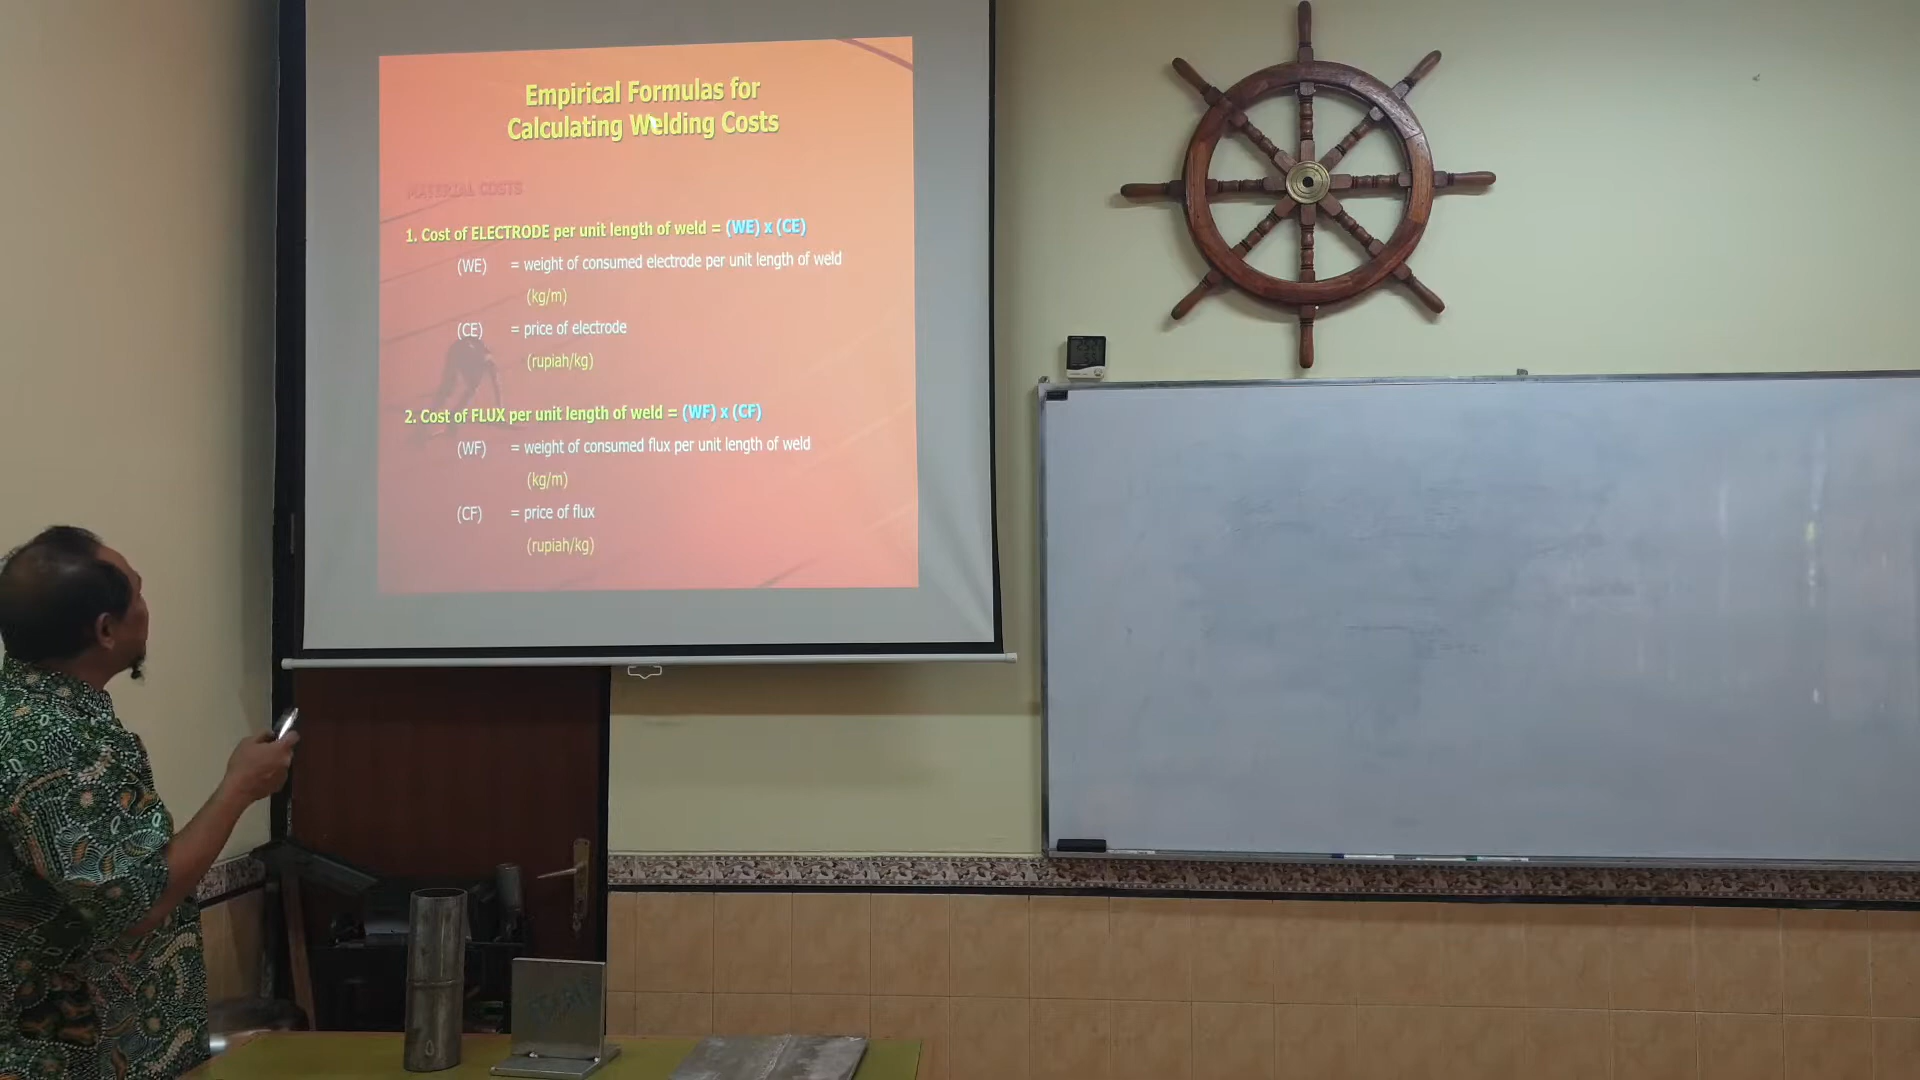 Empirical Formulas for
Calculating Welding Costs
MATERIAL COSTS
1. Cost of ELECTRODE per unit length of weld = (WE) x (CE)
(WE) = weight of consumed electrode per unit length of weld
(kg/m)
(CE) = price of electrode
(rupiah/kg)
2. Cost of FLUX per unit length of weld = (WF) x (CF)
(WF) = weight of consumed flux per unit length of weld
(kg/m)
(CF) = price of flux
(rupiah/kg)